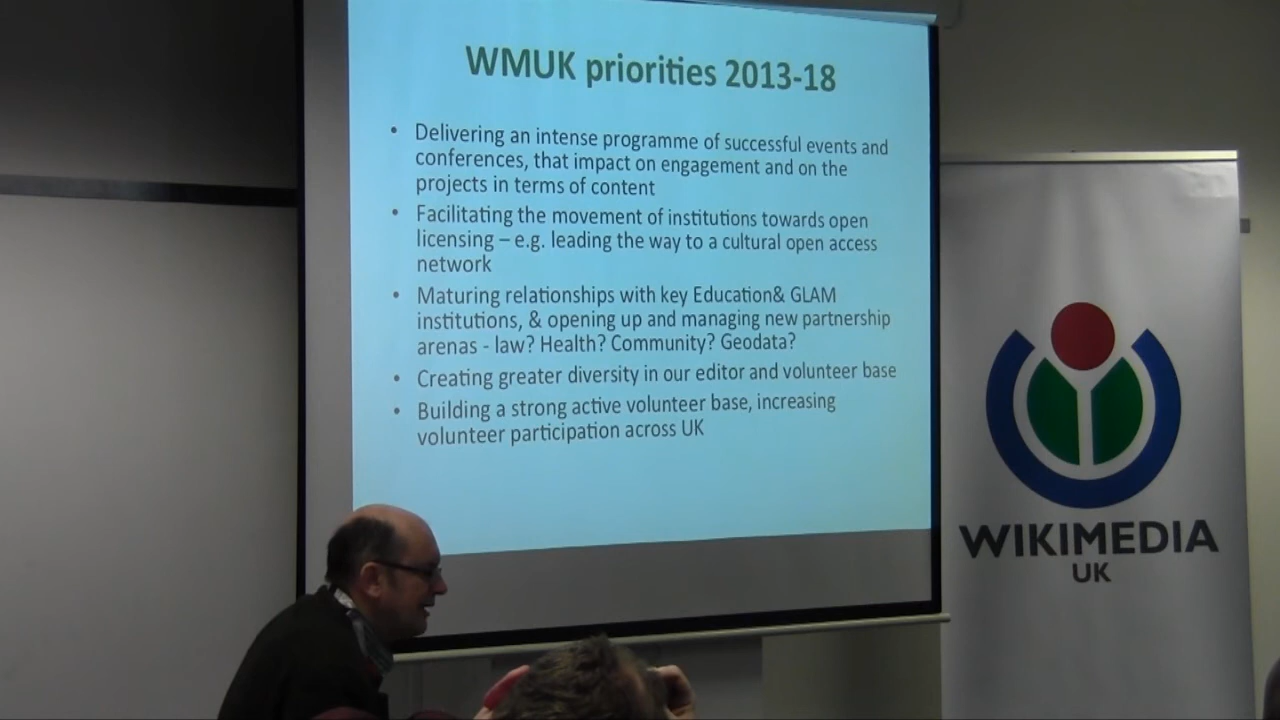 WMUK priorities 2013-18
• Delivering an intense programme of successful events and
conferences, that impact on engagement and on the
projects in terms of content
• Facilitating the movement of institutions towards open
licensing – e.g. leading the way to a cultural open access
network
• Maturing relationships with key Education& GLAM
institutions, & opening up and managing new partnership
arenas - law? Health? Community? Geodata?
• Creating greater diversity in our editor and volunteer base
• Building a strong active volunteer base, increasing
volunteer participation across UK
WIKIMEDIA
UK